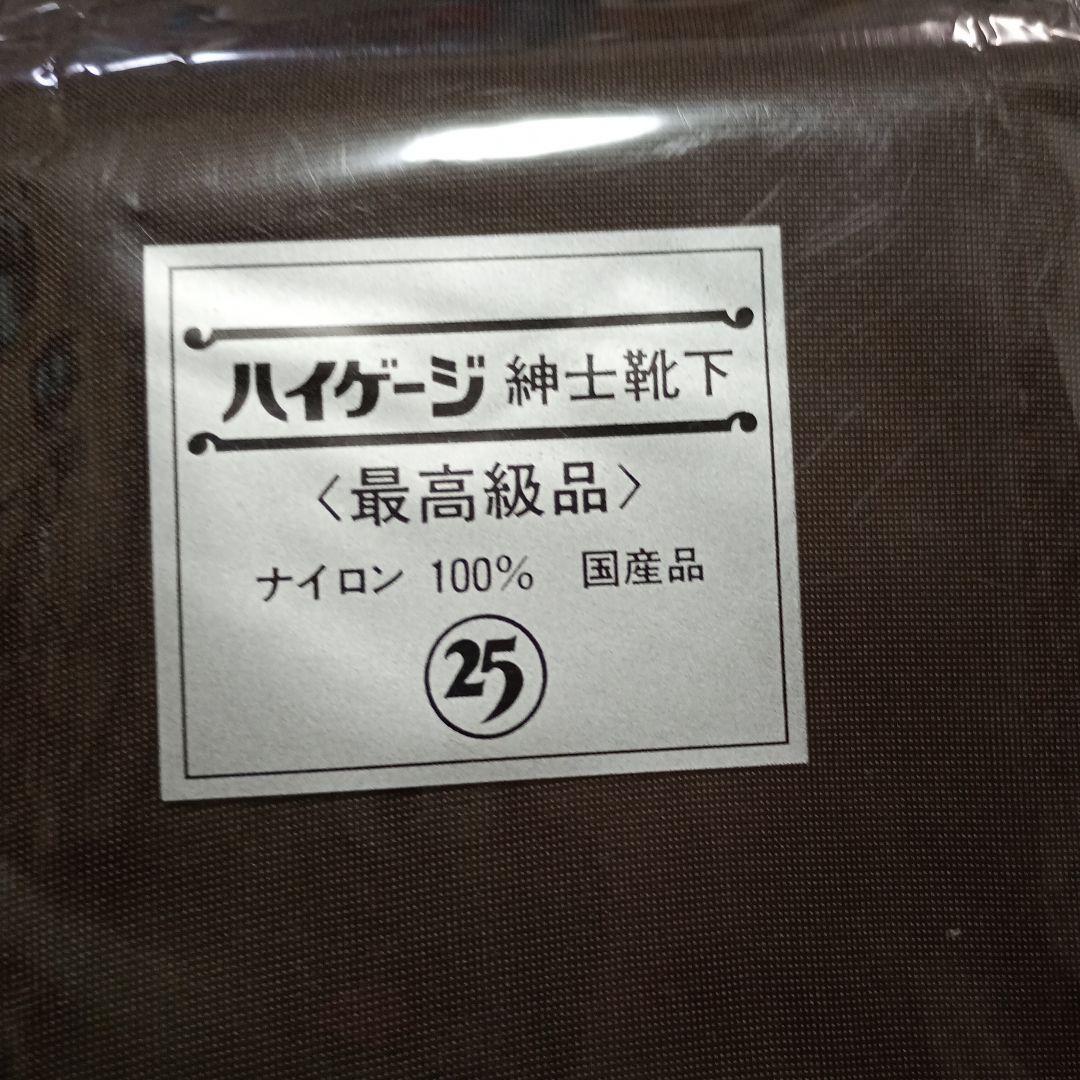 ハイゲージ 紳士靴下
〈最高級品〉
ナイロン 100% 国産品
25